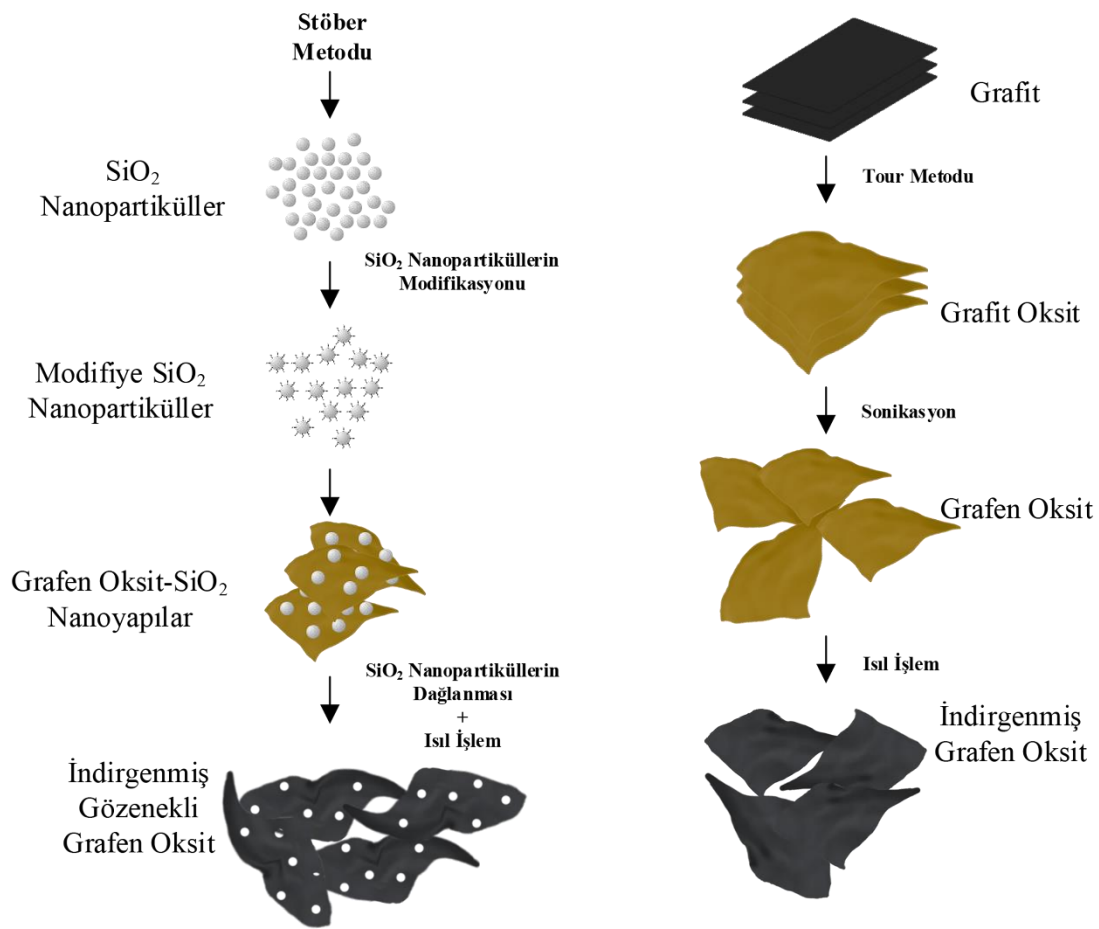 Stöber
Metodu
SiO₂
Nanopartiküller
SiO₂ Nanopartiküllerin
Modifikasyonu
Modifiye SiO₂
Nanopartiküller
Grafen Oksit-SiO₂
Nanoyapılar
SiO₂ Nanopartiküllerin
Dağlanması
+
Isıl İşlem
İndirgenmiş
Gözenekli
Grafen Oksit
Grafit
Tour Metodu
Grafit Oksit
Sonikasyon
Grafen Oksit
Isıl İşlem
İndirgenmiş
Grafen Oksit